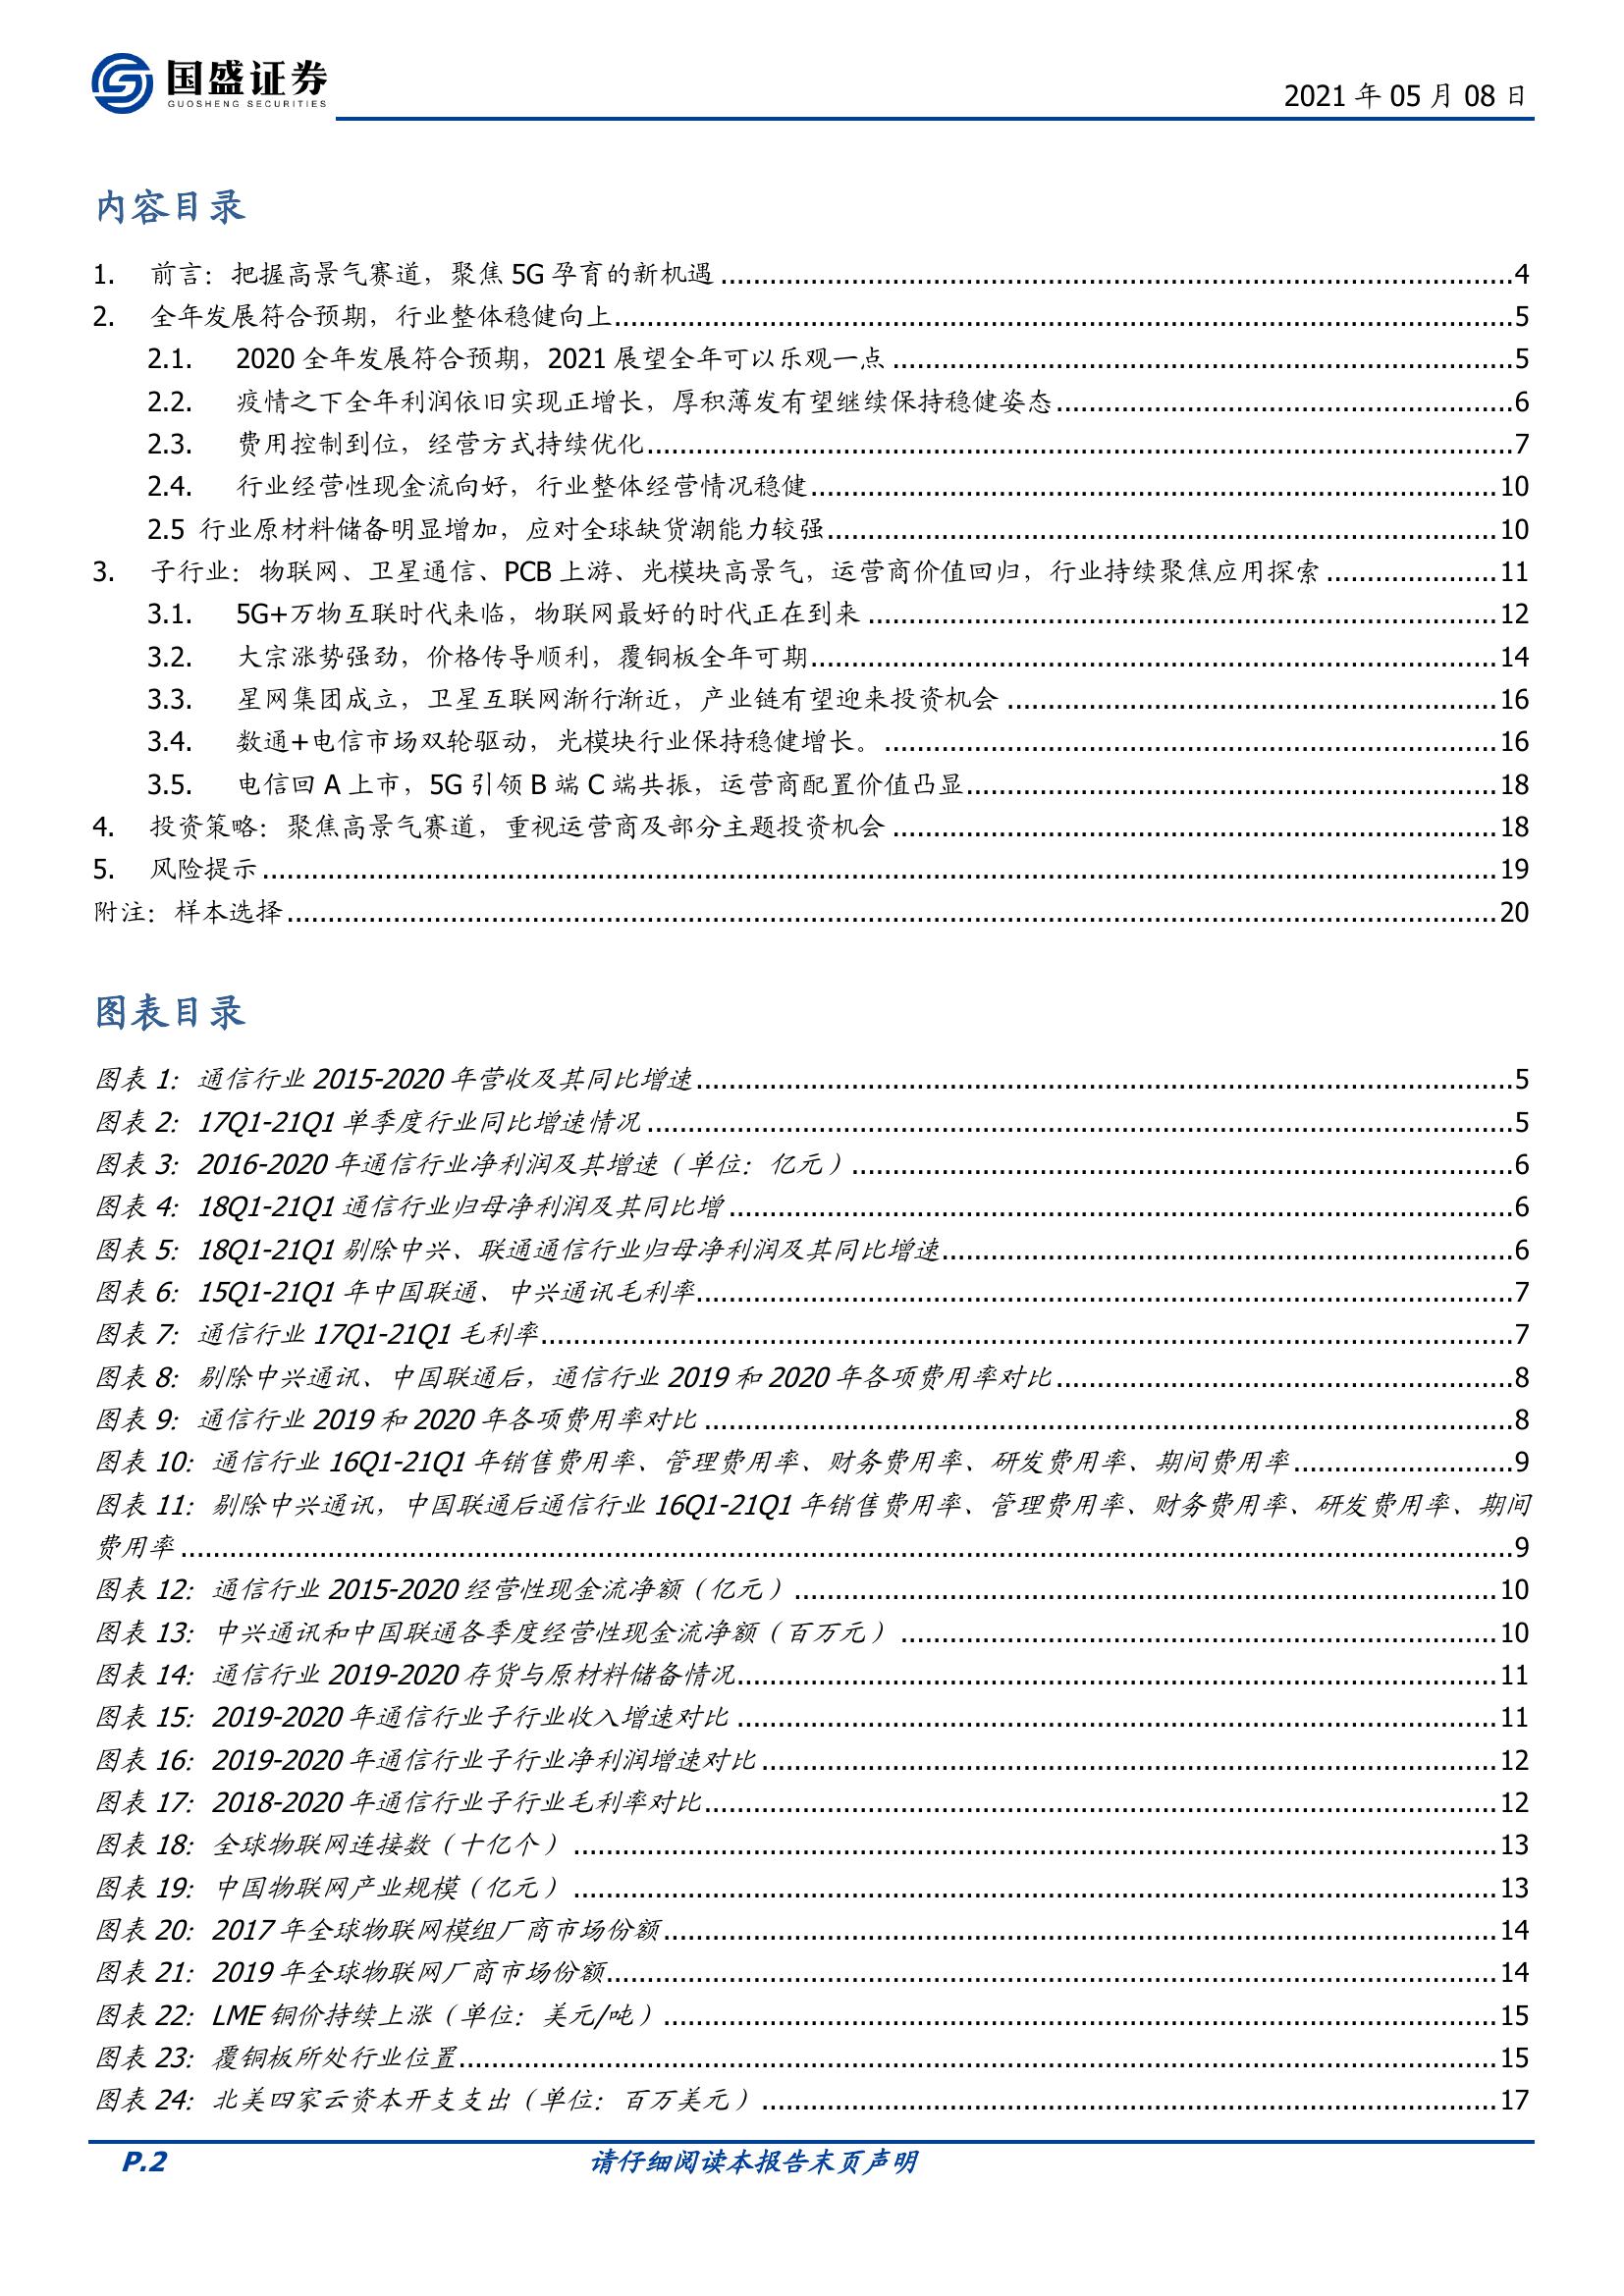 国盛证券
GUOSHENG SECURITIES
2021 年 05 月 08 日
内容目录
1. 前言：把握高景气赛道，聚焦 5G 孕育的新机遇 ........ 4
2. 全年发展符合预期，行业整体稳健向上 ........ 5
2.1. 2020 全年发展符合预期，2021 展望全年可以乐观一点 ........ 5
2.2. 疫情之下全年利润依旧实现正增长，厚积薄发有望继续保持稳健姿态 ........ 6
2.3. 费用控制到位，经营方式持续优化 ........ 7
2.4. 行业经营性现金流向好，行业整体经营情况稳健 ........ 10
2.5 行业原材料储备明显增加，应对全球缺货潮能力较强 ........ 10
3. 子行业：物联网、卫星通信、PCB 上游、光模块高景气，运营商价值回归，行业持续聚焦应用探索 ........ 11
3.1. 5G+万物互联时代来临，物联网最好的时代正在到来 ........ 12
3.2. 大宗涨势强劲，价格传导顺利，覆铜板全年可期 ........ 14
3.3. 星网集团成立，卫星互联网渐行渐近，产业链有望迎来投资机会 ........ 16
3.4. 数通+电信市场双轮驱动，光模块行业保持稳健增长。 ........ 16
3.5. 电信回 A 上市，5G 引领 B 端 C 端共振，运营商配置价值凸显 ........ 18
4. 投资策略：聚焦高景气赛道，重视运营商及部分主题投资机会 ........ 18
5. 风险提示 ........ 19
附注：样本选择 ........ 20
图表目录
图表 1：通信行业 2015-2020 年营收及其同比增速 ........ 5
图表 2：17Q1-21Q1 单季度行业同比增速情况 ........ 5
图表 3：2016-2020 年通信行业净利润及其增速（单位：亿元） ........ 6
图表 4：18Q1-21Q1 通信行业归母净利润及其同比增 ........ 6
图表 5：18Q1-21Q1 剔除中兴、联通通信行业归母净利润及其同比增速 ........ 6
图表 6：15Q1-21Q1 年中国联通、中兴通讯毛利率 ........ 7
图表 7：通信行业 17Q1-21Q1 毛利率 ........ 7
图表 8：剔除中兴通讯、中国联通后，通信行业 2019 和 2020 年各项费用率对比 ........ 8
图表 9：通信行业 2019 和 2020 年各项费用率对比 ........ 8
图表 10：通信行业 16Q1-21Q1 年销售费用率、管理费用率、财务费用率、研发费用率、期间费用率 ........ 9
图表 11：剔除中兴通讯，中国联通后通信行业 16Q1-21Q1 年销售费用率、管理费用率、财务费用率、研发费用率、期间
费用率 ........ 9
图表 12：通信行业 2015-2020 经营性现金流净额（亿元） ........ 10
图表 13：中兴通讯和中国联通各季度经营性现金流净额（百万元） ........ 10
图表 14：通信行业 2019-2020 存货与原材料储备情况 ........ 11
图表 15：2019-2020 年通信行业子行业收入增速对比 ........ 11
图表 16：2019-2020 年通信行业子行业净利润增速对比 ........ 12
图表 17：2018-2020 年通信行业子行业毛利率对比 ........ 12
图表 18：全球物联网连接数（十亿个） ........ 13
图表 19：中国物联网产业规模（亿元） ........ 13
图表 20：2017 年全球物联网模组厂商市场份额 ........ 14
图表 21：2019 年全球物联网厂商市场份额 ........ 14
图表 22：LME 铜价持续上涨（单位：美元/吨） ........ 15
图表 23：覆铜板所处行业位置 ........ 15
图表 24：北美四家云资本开支支出（单位：百万美元） ........ 17
P.2 请仔细阅读本报告末页声明